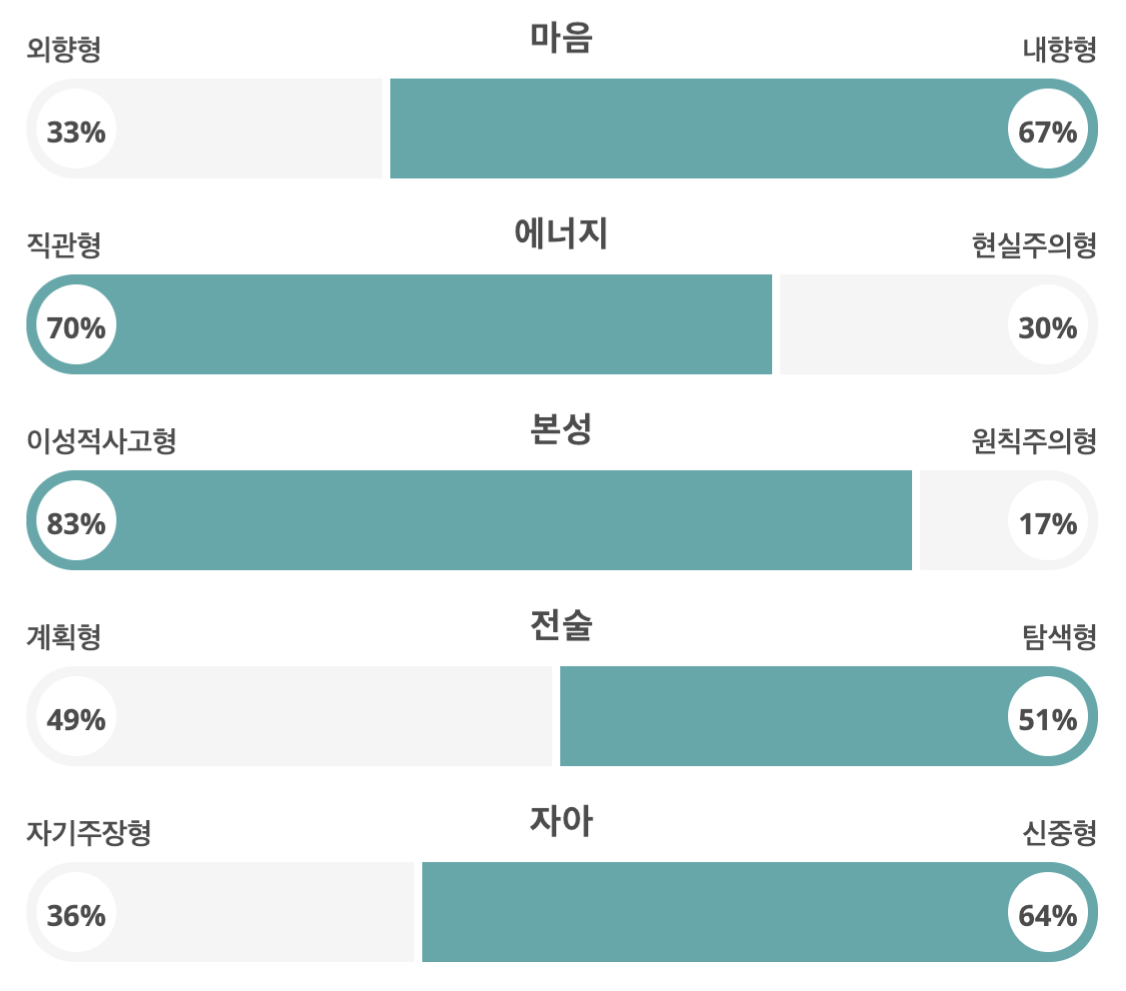 마음
외향형 내향형
33% 67%
에너지
직관형 현실주의형
70% 30%
본성
이성적사고형 원칙주의형
83% 17%
전술
계획형 탐색형
49% 51%
자아
자기주장형 신중형
36% 64%